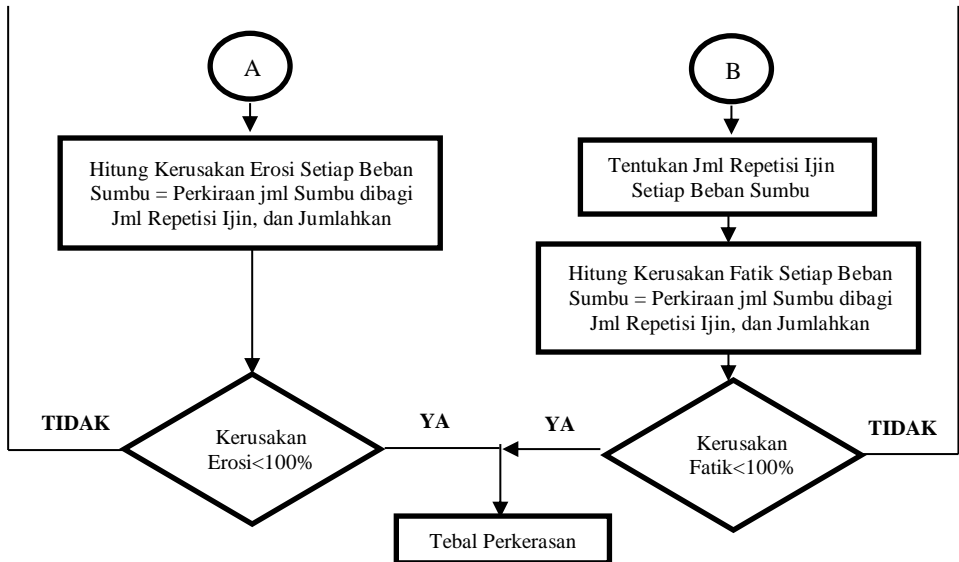 A
B
Hitung Kerusakan Erosi Setiap Beban
Sumbu = Perkiraan jml Sumbu dibagi
Jml Repetisi Ijin, dan Jumlahkan
Tentukan Jml Repetisi Ijin
Setiap Beban Sumbu
Hitung Kerusakan Fatik Setiap Beban
Sumbu = Perkiraan jml Sumbu dibagi
Jml Repetisi Ijin, dan Jumlahkan
TIDAK
Kerusakan
Erosi<100%
YA
YA
Kerusakan
Fatik<100%
TIDAK
Tebal Perkerasan